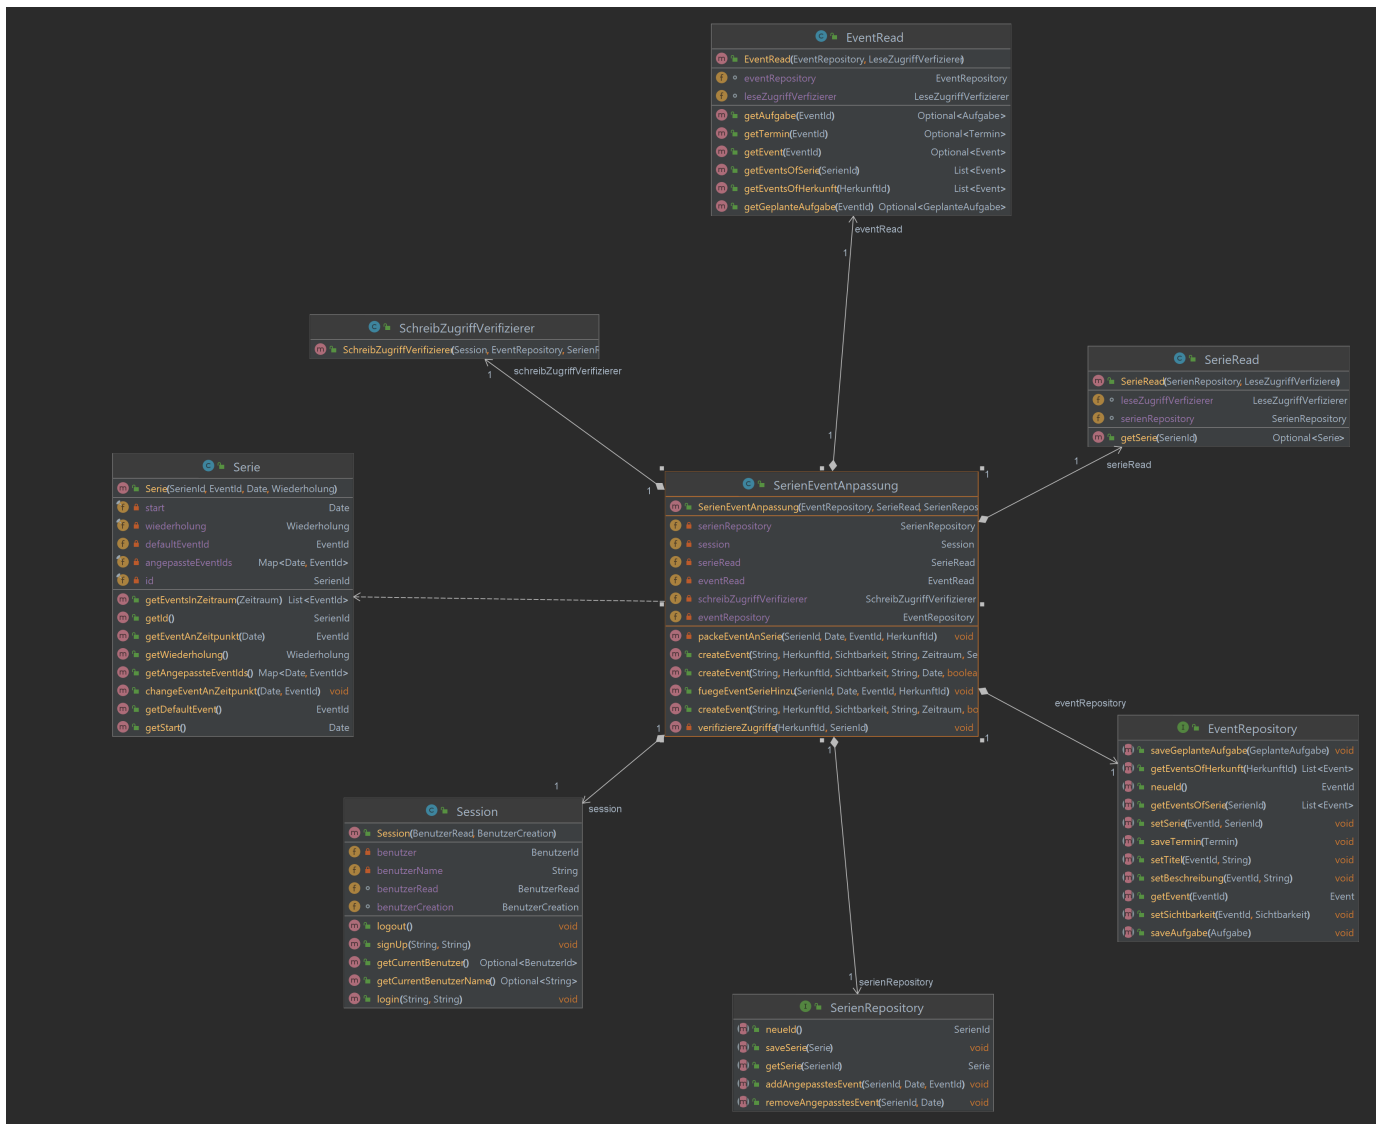 EventRead
EventRead(EventRepository, LeseZugriffVerfizierer)
eventRepository EventRepository
leseZugriffVerfizierer LeseZugriffVerfizierer
getAufgabe(EventId) Optional<Aufgabe>
getTermin(EventId) Optional<Termin>
getEvent(EventId) Optional<Event>
getEventsOfSerie(SerienId) List<Event>
getEventsOfHerkunft(HerkunftId) List<Event>
getGeplanteAufgabe(EventId) Optional<GeplanteAufgabe>
eventRead
1
1
SchreibZugriffVerifizierer
SchreibZugriffVerifizierer(Session, EventRepository, SerienR
1
schreibZugriffVerifizierer
1
SerieRead
SerieRead(SerienRepository, LeseZugriffVerfizierer)
leseZugriffVerfizierer LeseZugriffVerfizierer
serienRepository SerienRepository
getSerie(SerienId) Optional<Serie>
1
serieRead
1
Serie
Serie(SerienId, EventId, Date, Wiederholung)
start Date
wiederholung Wiederholung
defaultEventId EventId
angepassteEventIds Map<Date, EventId>
id SerienId
getEventsInZeitraum(Zeitraum) List<EventId>
getId() SerienId
getEventAnZeitpunkt(Date) EventId
getWiederholung() Wiederholung
getAngepassteEventIds() Map<Date, EventId>
changeEventAnZeitpunkt(Date, EventId) void
getDefaultEvent() EventId
getStart() Date
SerienEventAnpassung
SerienEventAnpassung(EventRepository, SerieRead, SerienRepos
serienRepository SerienRepository
session Session
serieRead SerieRead
eventRead EventRead
schreibZugriffVerifizierer SchreibZugriffVerifizierer
eventRepository EventRepository
packeEventAnSerie(SerienId, Date, EventId, HerkunftId) void
createEvent(String, HerkunftId, Sichtbarkeit, String, Zeitraum, Se
createEvent(String, HerkunftId, Sichtbarkeit, String, Date, boolea
fuegeEventSerieHinzu(SerienId, Date, EventId, HerkunftId) void
createEvent(String, HerkunftId, Sichtbarkeit, String, Zeitraum, bo
verifiziereZugriffe(HerkunftId, SerienId) void
eventRepository
1
1
EventRepository
saveGeplanteAufgabe(GeplanteAufgabe) void
getEventsOfHerkunft(HerkunftId) List<Event>
neueId() EventId
getEventsOfSerie(SerienId) List<Event>
setSerie(EventId, SerienId) void
saveTermin(Termin) void
setTitel(EventId, String) void
setBeschreibung(EventId, String) void
getEvent(EventId) Event
setSichtbarkeit(EventId, Sichtbarkeit) void
saveAufgabe(Aufgabe) void
1
1
session
Session
Session(BenutzerRead, BenutzerCreation)
benutzer BenutzerId
benutzerName String
benutzerRead BenutzerRead
benutzerCreation BenutzerCreation
logout() void
signUp(String, String) void
getCurrentBenutzer() Optional<BenutzerId>
getCurrentBenutzerName() Optional<String>
login(String, String) void
1
1
serienRepository
SerienRepository
neueId() SerienId
saveSerie(Serie) void
getSerie(SerienId) Serie
addAngepasstesEvent(SerienId, Date, EventId) void
removeAngepasstesEvent(SerienId, Date) void